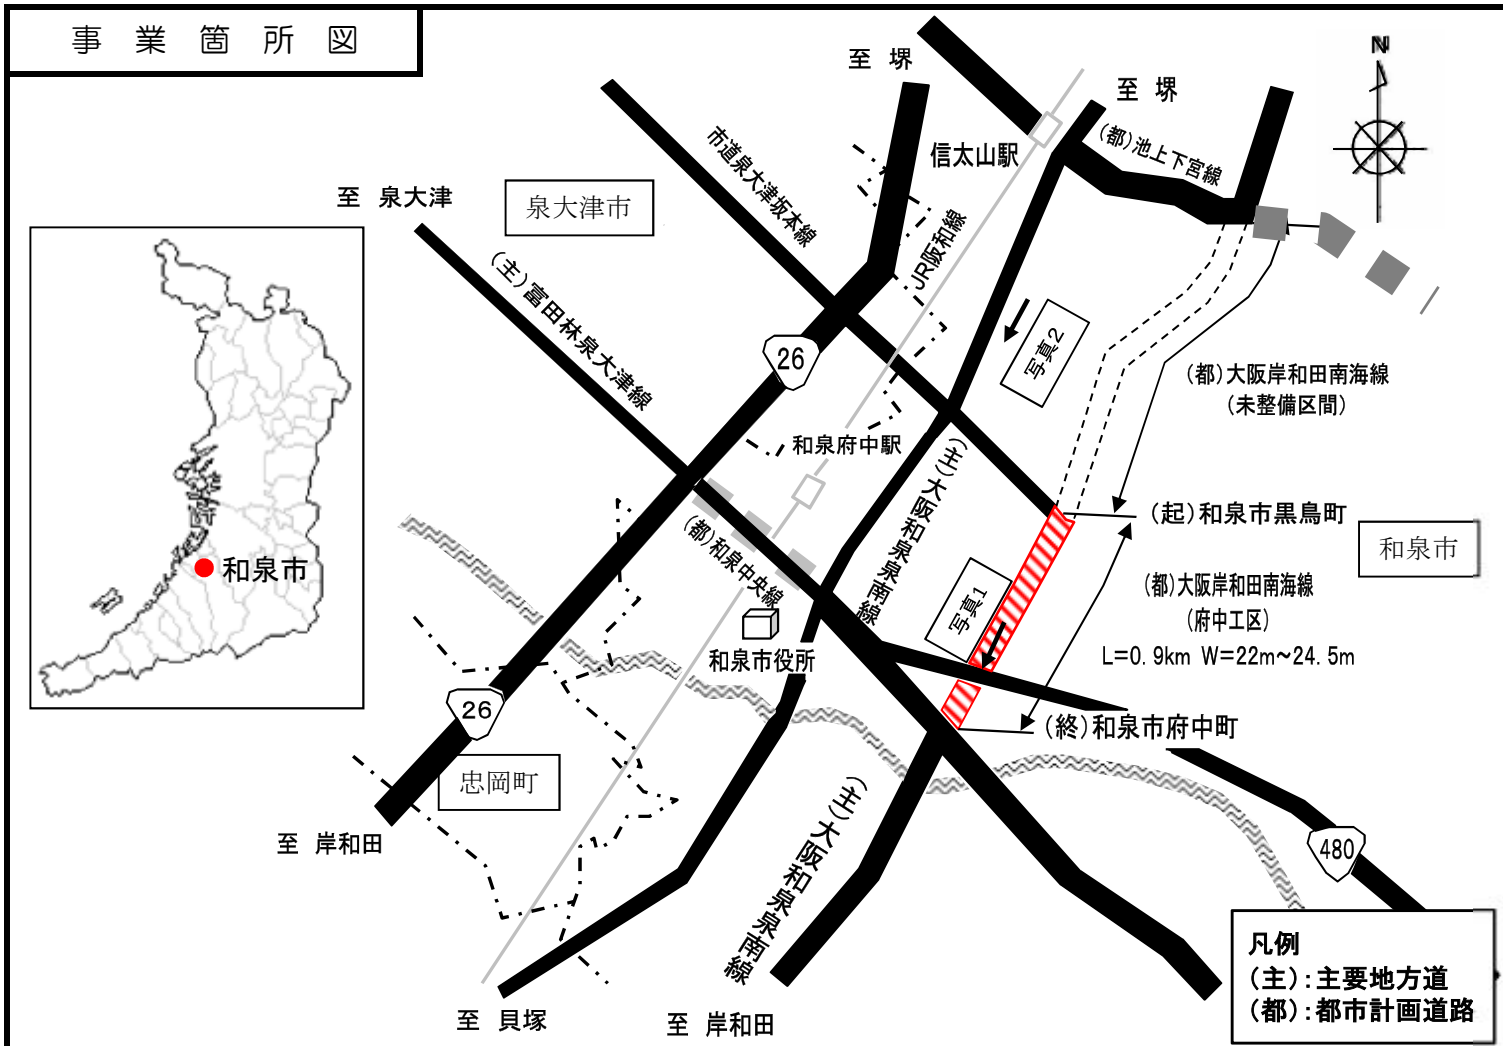 事業箇所図
N
至 堺
至 堺
(都)池上下宮線
信太山駅
市道泉大津坂本線
至 泉大津
泉大津市
JR阪和線
(主)富田林泉大津線
写真2
26
(都)大阪岸和田南海線
(未整備区間)
和泉府中駅
(主)大阪和泉泉南線
(起)和泉市黒鳥町
和泉市
和泉市
(都)和泉中央線
写真1
(都)大阪岸和田南海線
(府中工区)
L=0.9km W=22m~24.5m
和泉市役所
26
(終)和泉市府中町
忠岡町
(主)大阪和泉泉南線
至 岸和田
480
凡例
(主):主要地方道
(都):都市計画道路
至 貝塚
至 岸和田